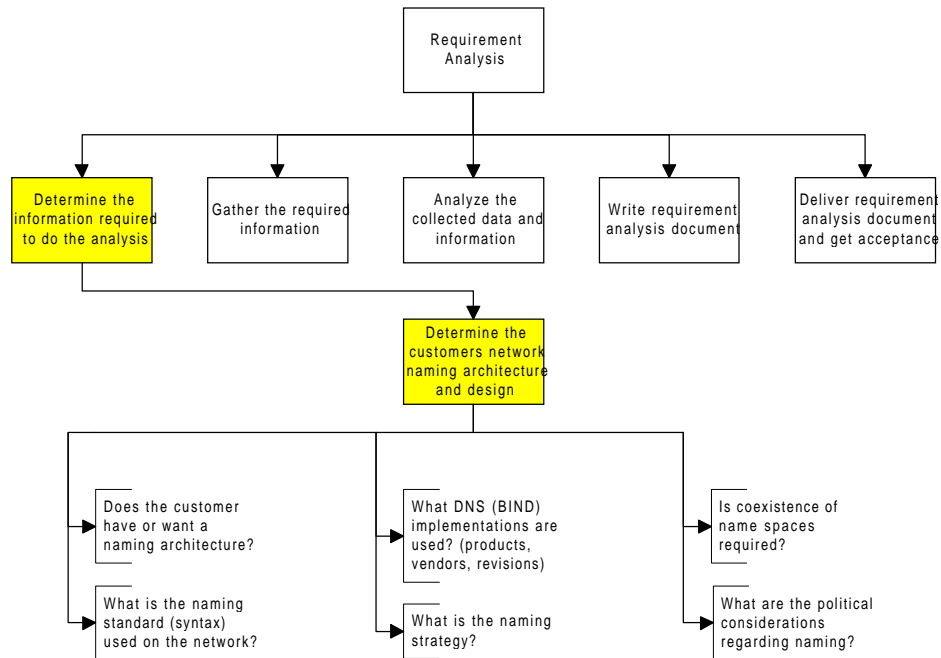 Requirement
Analysis
Determine the
information required
to do the analysis
Gather the required
information
Analyze the
collected data and
information
Write requirement
analysis document
Deliver requirement
analysis document
and get acceptance
Determine the
customers network
naming architecture
and design
Does the customer
have or want a
naming architecture?
What DNS (BIND)
implementations are
used? (products,
vendors, revisions)
Is coexistence of
name spaces
required?
What is the naming
standard (syntax)
used on the network?
What is the naming
strategy?
What are the political
considerations
regarding naming?